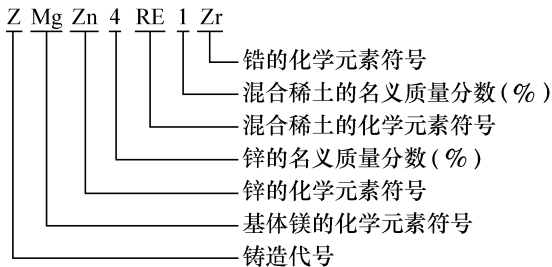 Z Mg Zn 4 RE 1 Zr
锆的化学元素符号
混合稀土的名义质量分数(%)
混合稀土的化学元素符号
锌的名义质量分数(%)
锌的化学元素符号
基体镁的化学元素符号
铸造代号